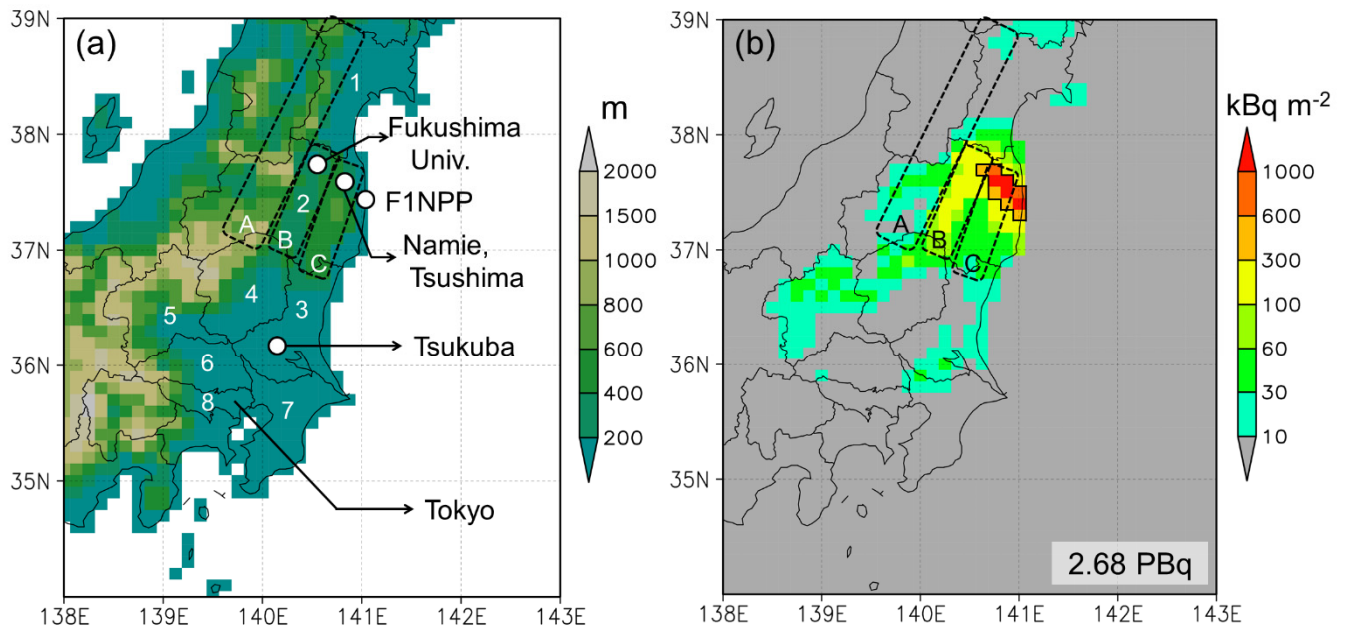 (a)
39N
38N
37N
36N
35N
138E
139E
140E
141E
142E
143E
1
2
3
4
5
6
7
8
A
B
C
Fukushima
Univ.
F1NPP
Namie,
Tsushima
Tsukuba
Tokyo
m
2000
1500
1000
800
600
400
200
(b)
39N
38N
37N
36N
35N
138E
139E
140E
141E
142E
143E
A
B
C
2.68 PBq
kBq m-2
1000
600
300
100
60
30
10